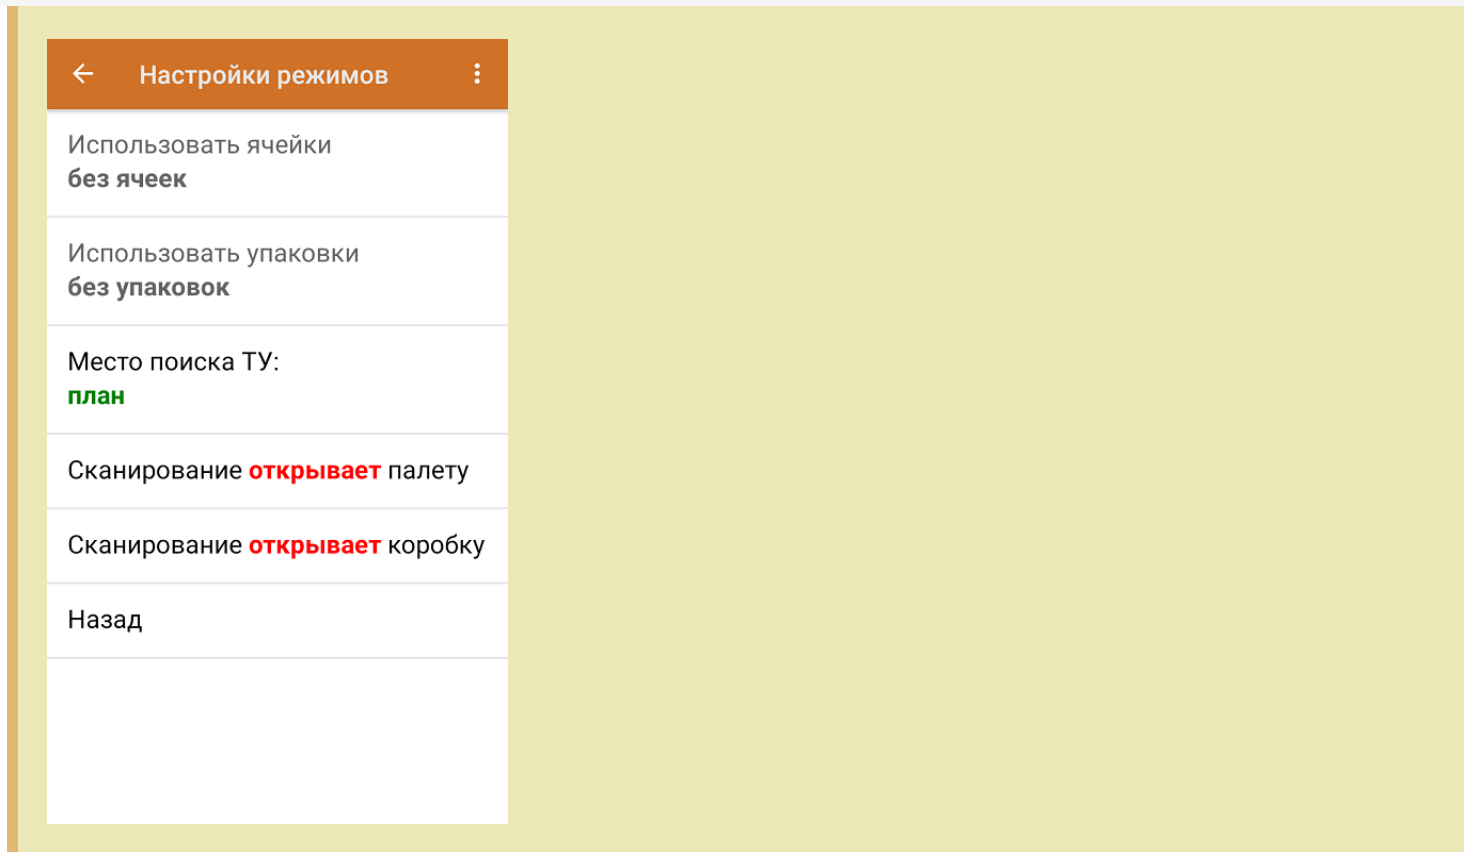 Настройки режимов
Использовать ячейки
без ячеек
Использовать упаковки
без упаковок
Место поиска ТУ:
план
Сканирование открывает палету
Сканирование открывает коробку
Назад